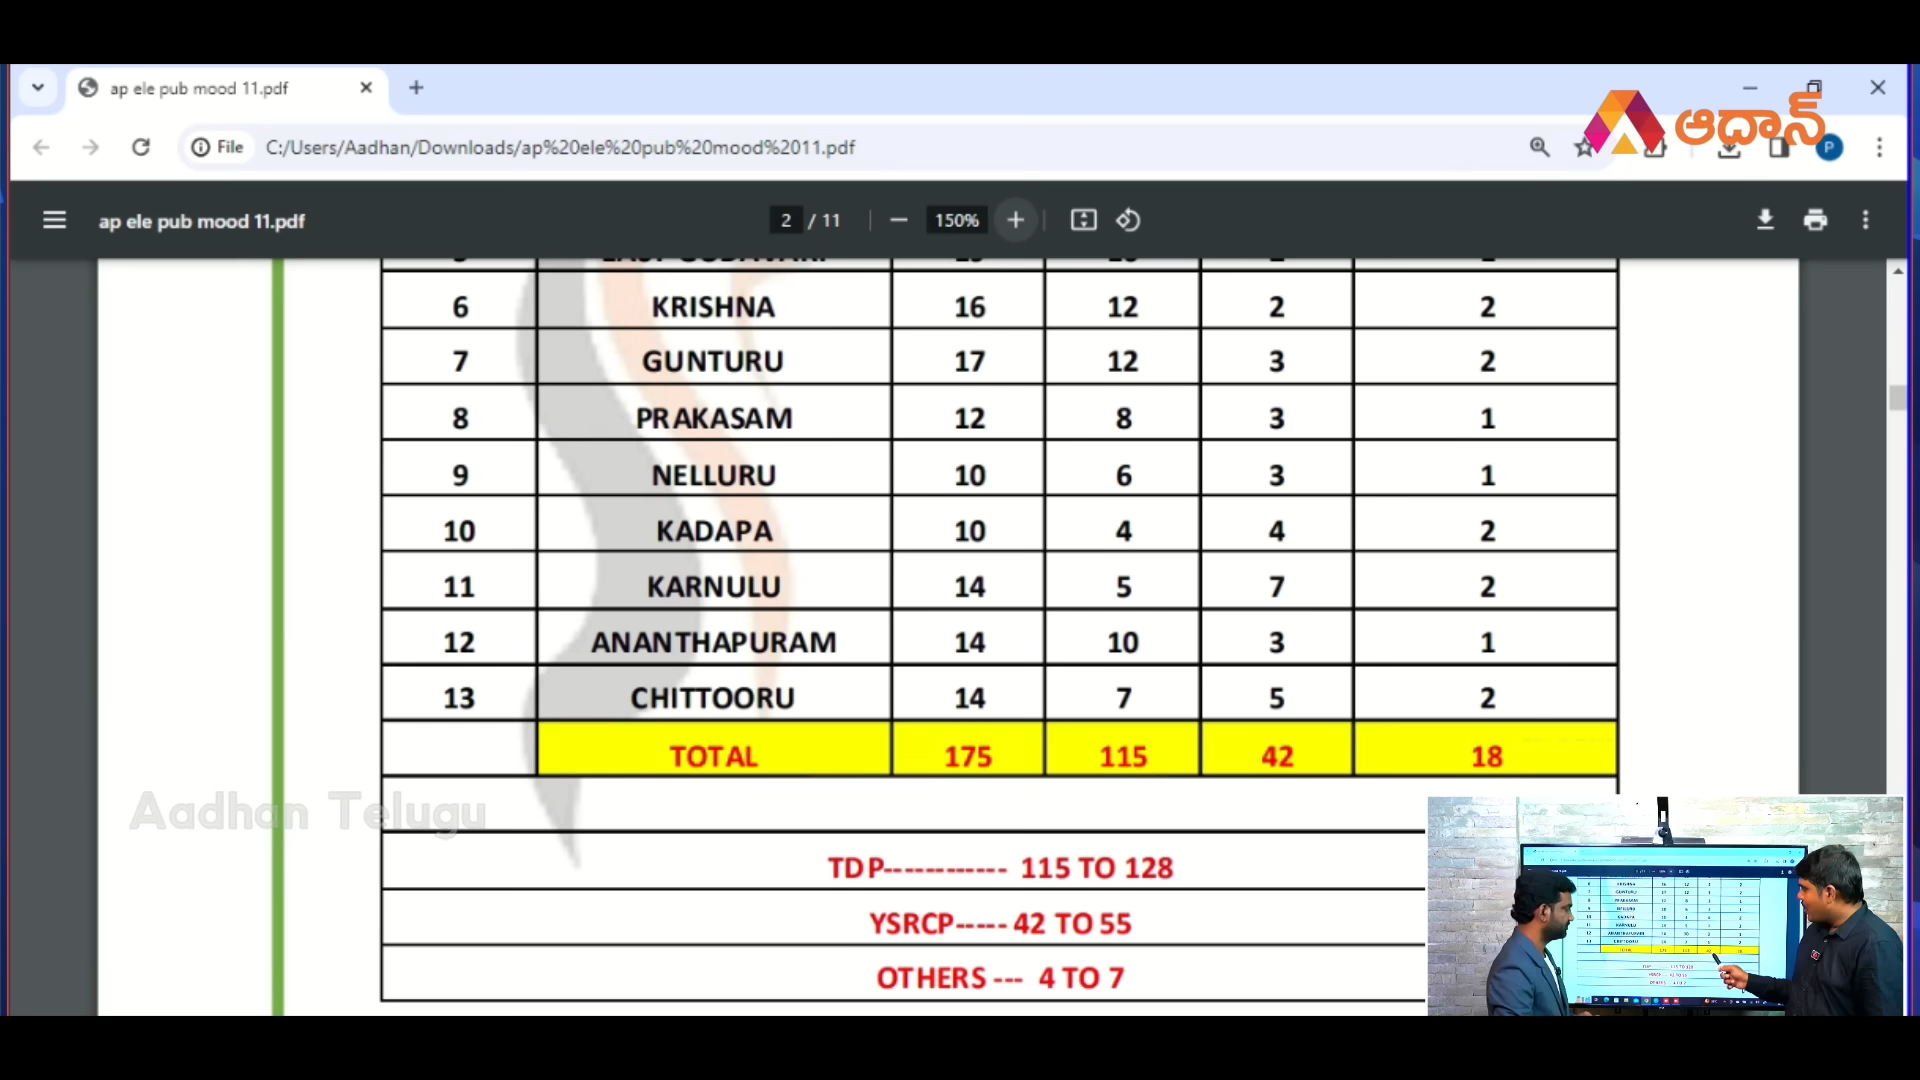 ap ele pub mood 11.pdf
ఆదాన్
File C:/Users/Aadhan/Downloads/ap%20ele%20pub%20mood%2011.pdf P
ap ele pub mood 11.pdf 2 / 11 150%
6 KRISHNA 16 12 2 2
7 GUNTURU 17 12 3 2
8 PRAKASAM 12 8 3 1
9 NELLURU 10 6 3 1
10 KADAPA 10 4 4 2
11 KARNULU 14 5 7 2
12 ANANTHAPURAM 14 10 3 1
13 CHITTOORU 14 7 5 2
TOTAL 175 115 42 18
Aadhan Telugu
TDP------------ 115 TO 128
YSRCP----- 42 TO 55
OTHERS --- 4 TO 7